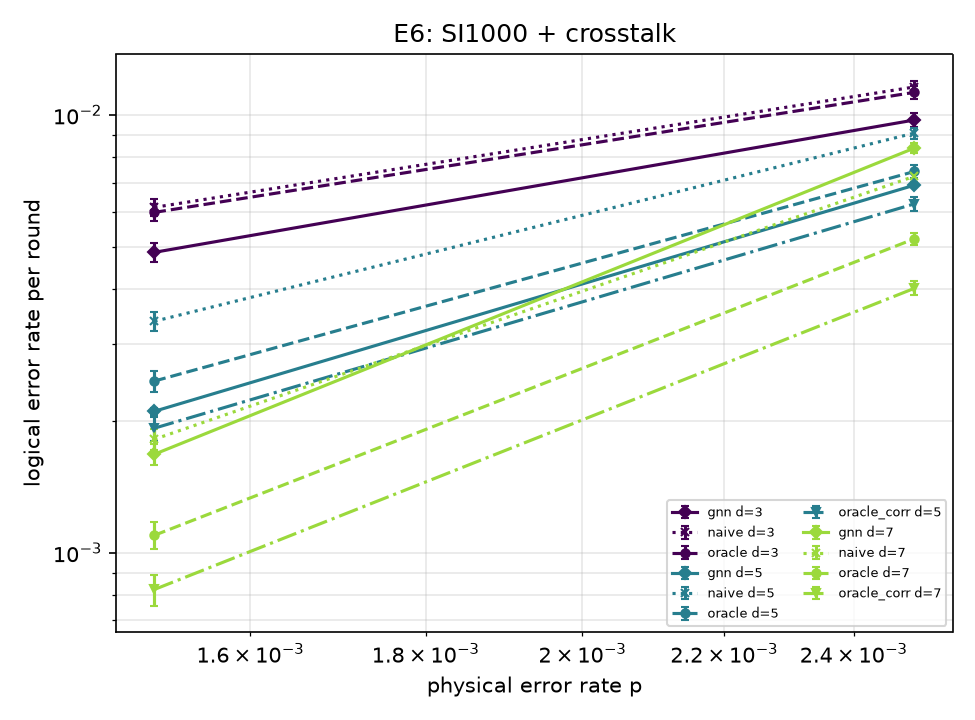 E6: SI1000 + crosstalk
logical error rate per round
10⁻²
10⁻³
gnn d=3
naive d=3
oracle d=3
gnn d=5
naive d=5
oracle d=5
oracle_corr d=5
gnn d=7
naive d=7
oracle d=7
oracle_corr d=7
1.6 × 10⁻³ 1.8 × 10⁻³ 2 × 10⁻³ 2.2 × 10⁻³ 2.4 × 10⁻³
physical error rate p